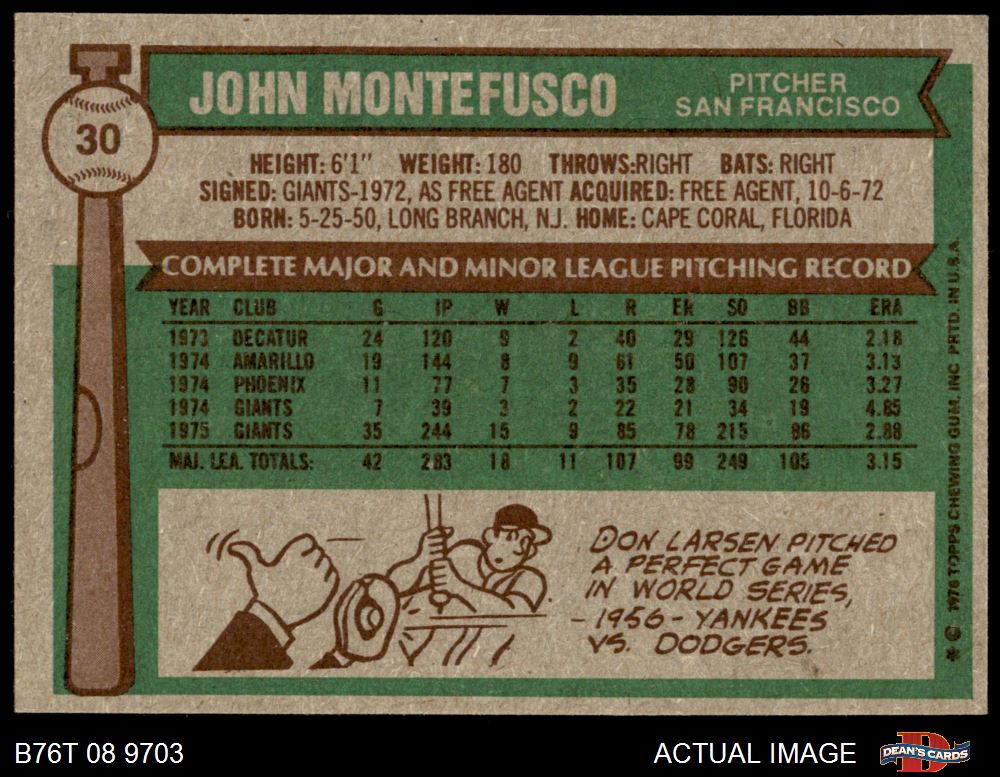 30
JOHN MONTEFUSCO
PITCHER
SAN FRANCISCO
HEIGHT: 6'1" WEIGHT: 180 THROWS:RIGHT BATS: RIGHT
SIGNED: GIANTS-1972, AS FREE AGENT ACQUIRED: FREE AGENT, 10-6-72
BORN: 5-25-50, LONG BRANCH, N.J. HOME: CAPE CORAL, FLORIDA
COMPLETE MAJOR AND MINOR LEAGUE PITCHING RECORD
YEAR CLUB G IP W L R ER SO BB ERA
1973 DECATUR 24 120 9 2 40 29 126 44 2.18
1974 AMARILLO 19 144 8 9 61 50 107 37 3.13
1974 PHOENIX 11 77 7 3 35 28 90 26 3.27
1974 GIANTS 7 39 3 2 22 21 34 19 4.85
1975 GIANTS 35 244 15 9 85 78 215 86 2.88
MAJ. LEA. TOTALS: 42 283 18 11 107 99 249 105 3.15
DON LARSEN PITCHED
A PERFECT GAME
IN WORLD SERIES,
-1956- YANKEES
VS. DODGERS.
* © 1976 TOPPS CHEWING GUM, INC PRTD. IN U.S.A.
B76T 08 9703
ACTUAL IMAGE
D
DEAN'S CARDS